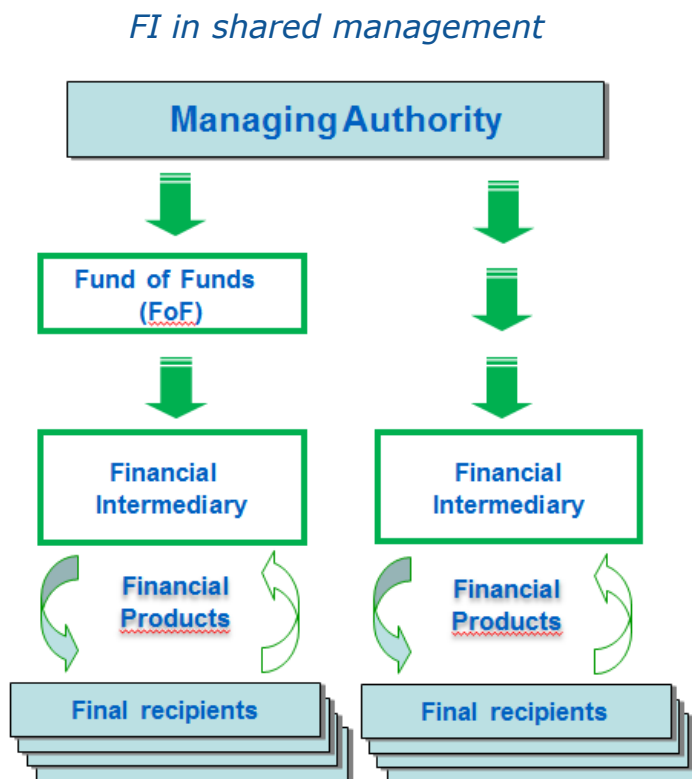 FI in shared management
Managing Authority
Fund of Funds
(FoF)
Financial
Intermediary
Financial
Intermediary
Financial
Products
Financial
Products
Final recipients
Final recipients